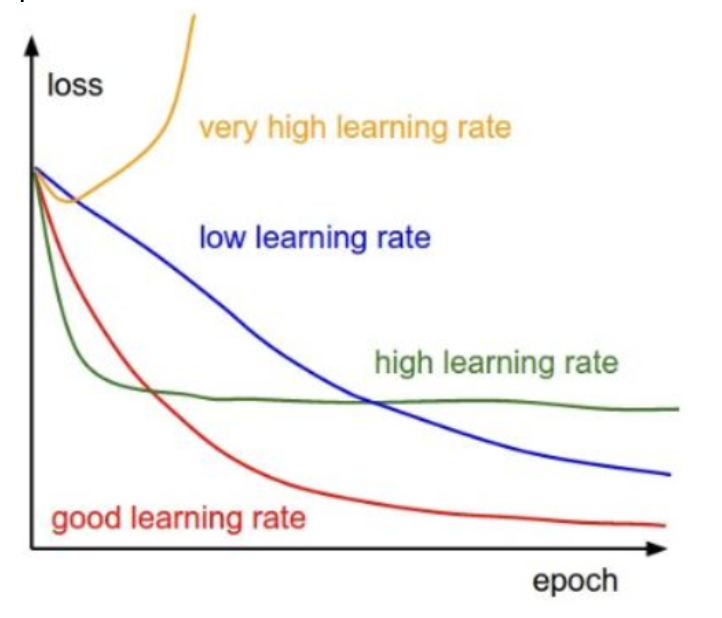 loss
very high learning rate
low learning rate
high learning rate
good learning rate
epoch